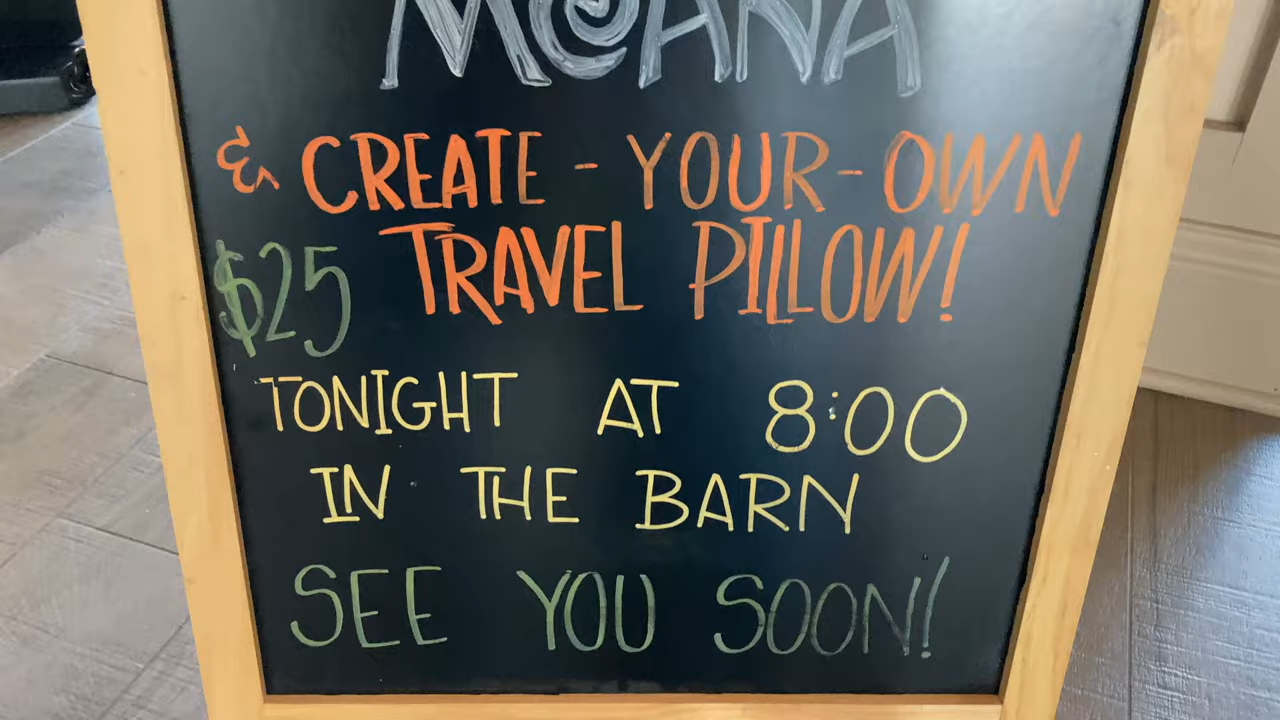 MOANA
& CREATE-YOUR-OWN
$25 TRAVEL PILLOW!
TONIGHT AT 8:00
IN THE BARN
SEE YOU SOON!